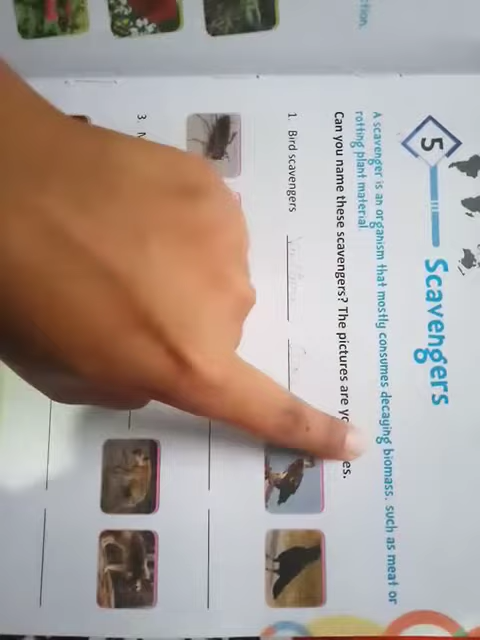 ction.
5
Scavengers
A scavenger is an organism that mostly consumes decaying biomass, such as meat or
rotting plant material.
Can you name these scavengers? The pictures are
1. Bird scavengers
3.